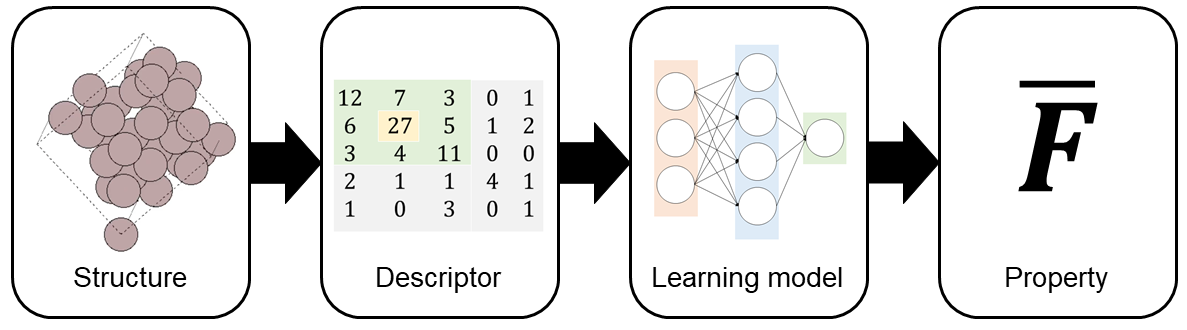 12 7 3 0 1
6 27 5 1 2
3 4 11 0 0
2 1 1 4 1
1 0 3 0 1
F̅
Structure
Descriptor
Learning model
Property